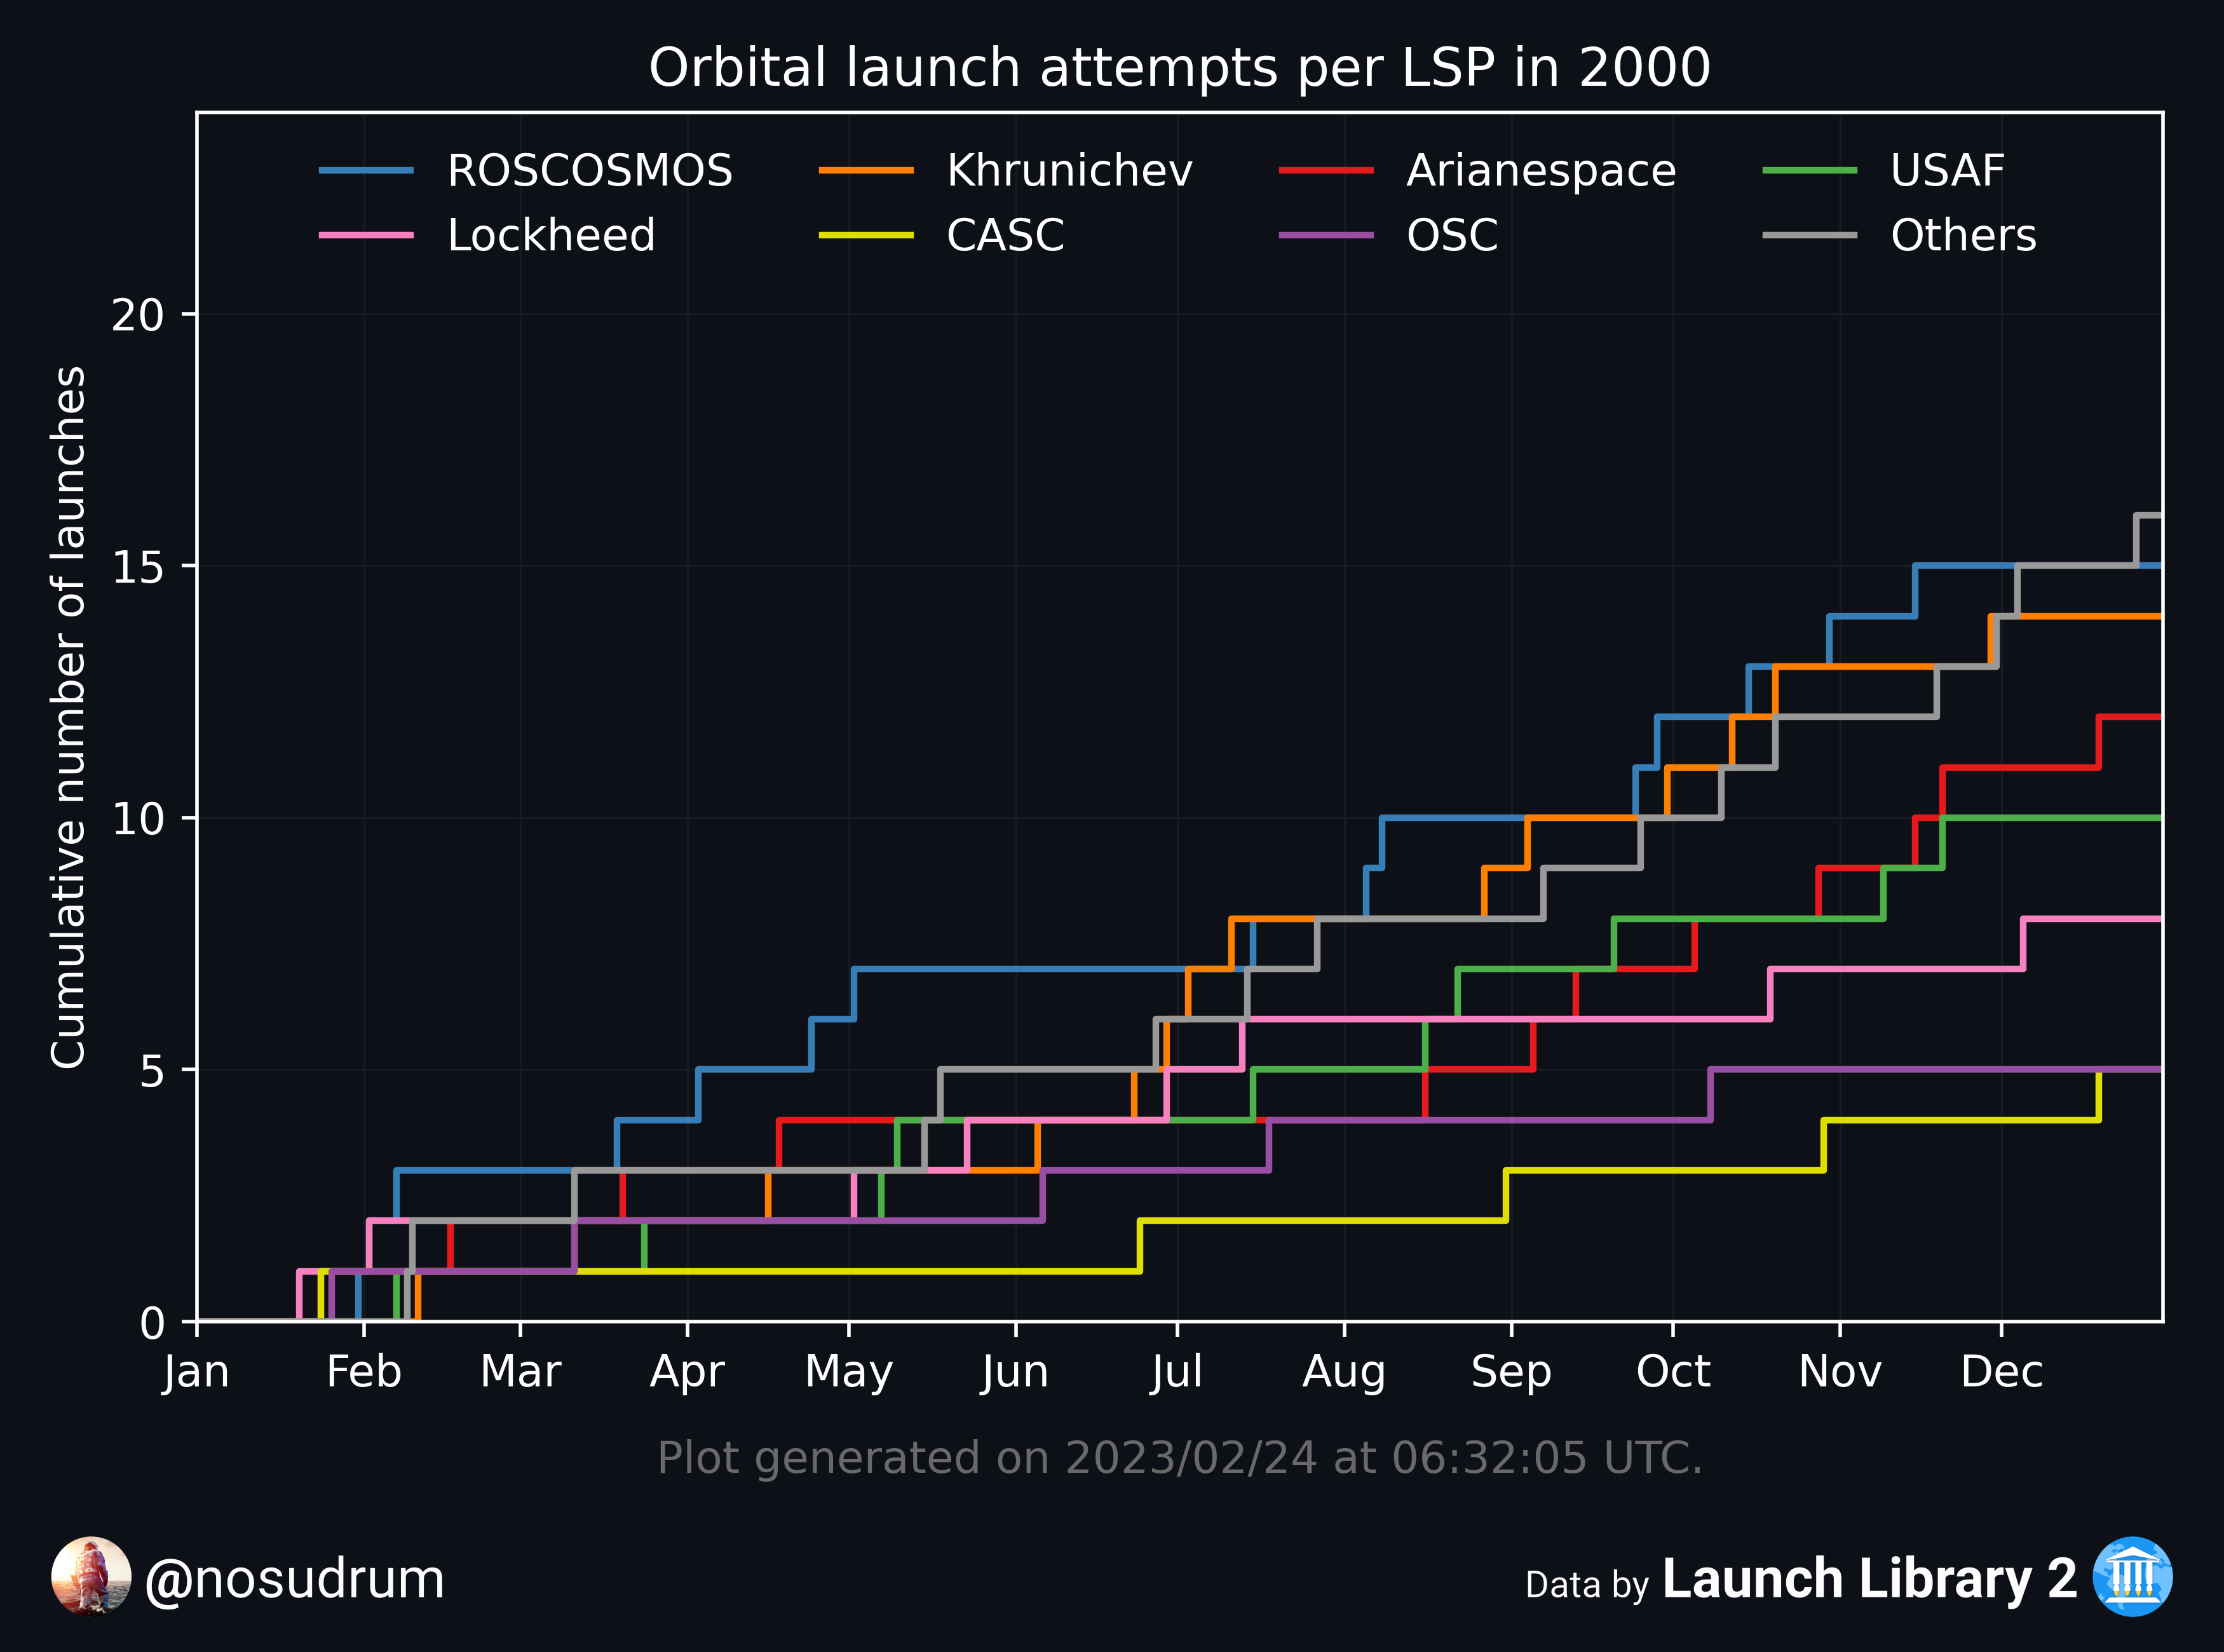 Orbital launch attempts per LSP in 2000
ROSCOSMOS Khrunichev Arianespace USAF
Lockheed CASC OSC Others
Cumulative number of launches
20
15
10
5
0
Jan Feb Mar Apr May Jun Jul Aug Sep Oct Nov Dec
Plot generated on 2023/02/24 at 06:32:05 UTC.
@nosudrum
Data by Launch Library 2